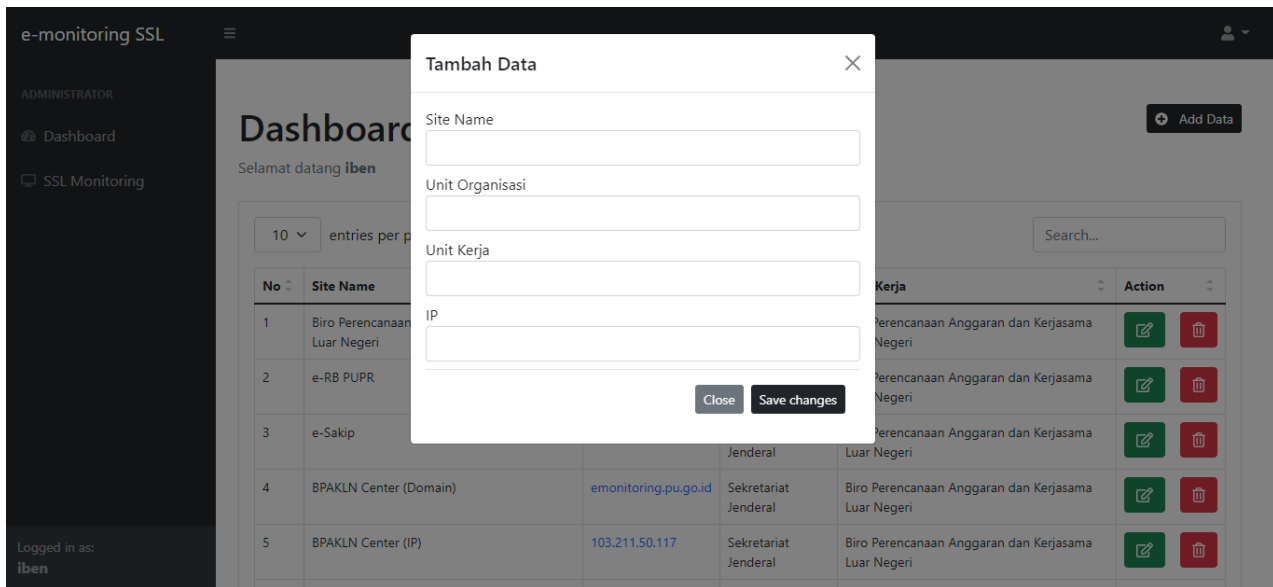 e-monitoring SSL
ADMINISTRATOR
Dashboard
SSL Monitoring
Logged in as:
iben
Tambah Data
Site Name
Unit Organisasi
Unit Kerja
IP
Close
Save changes
Add Data
Selamat datang iben
10
entries per
Search...
No
Site Name
Kerja
Action
1
Biro Perencanaan
Luar Negeri
Perencanaan Anggaran dan Kerjasama
Negeri
2
e-RB PUPR
Perencanaan Anggaran dan Kerjasama
Negeri
3
e-Sakip
Jenderal
Perencanaan Anggaran dan Kerjasama
Luar Negeri
4
BPAKLN Center (Domain)
emonitoring.pu.go.id
Sekretariat
Jenderal
Biro Perencanaan Anggaran dan Kerjasama
Luar Negeri
5
BPAKLN Center (IP)
103.211.50.117
Sekretariat
Jenderal
Biro Perencanaan Anggaran dan Kerjasama
Luar Negeri